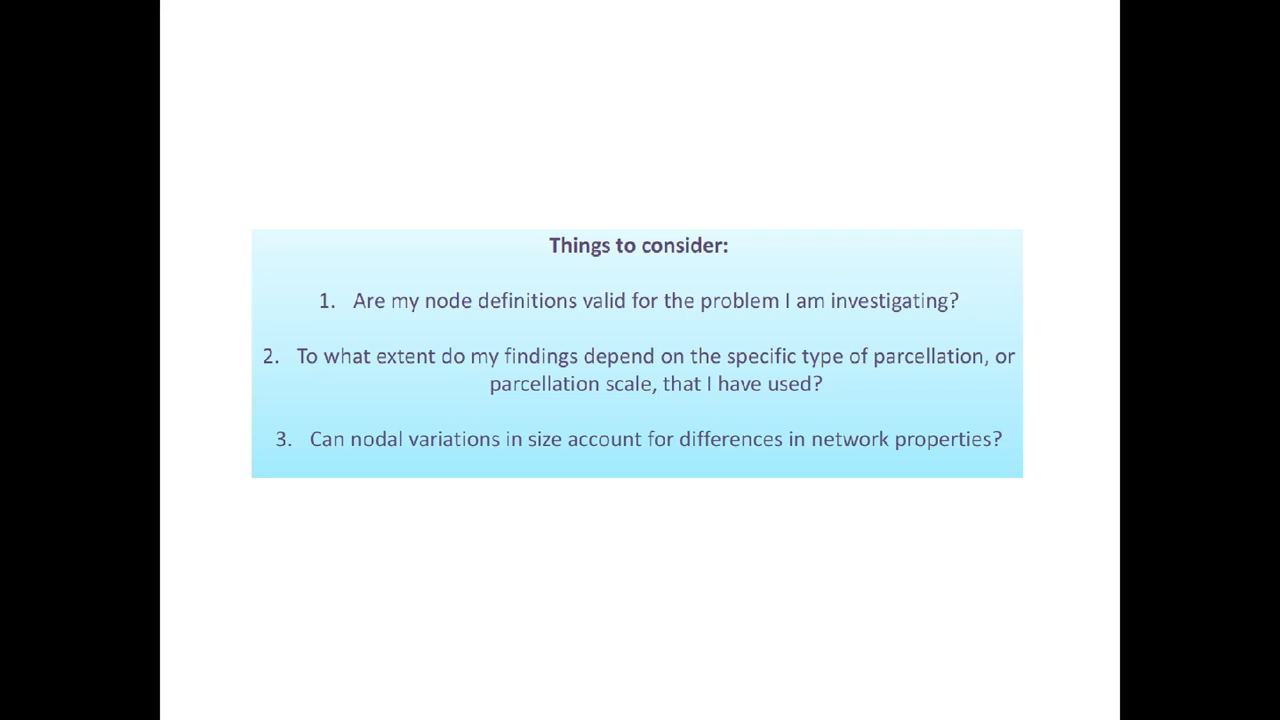 Things to consider:
1. Are my node definitions valid for the problem I am investigating?
2. To what extent do my findings depend on the specific type of parcellation, or
parcellation scale, that I have used?
3. Can nodal variations in size account for differences in network properties?